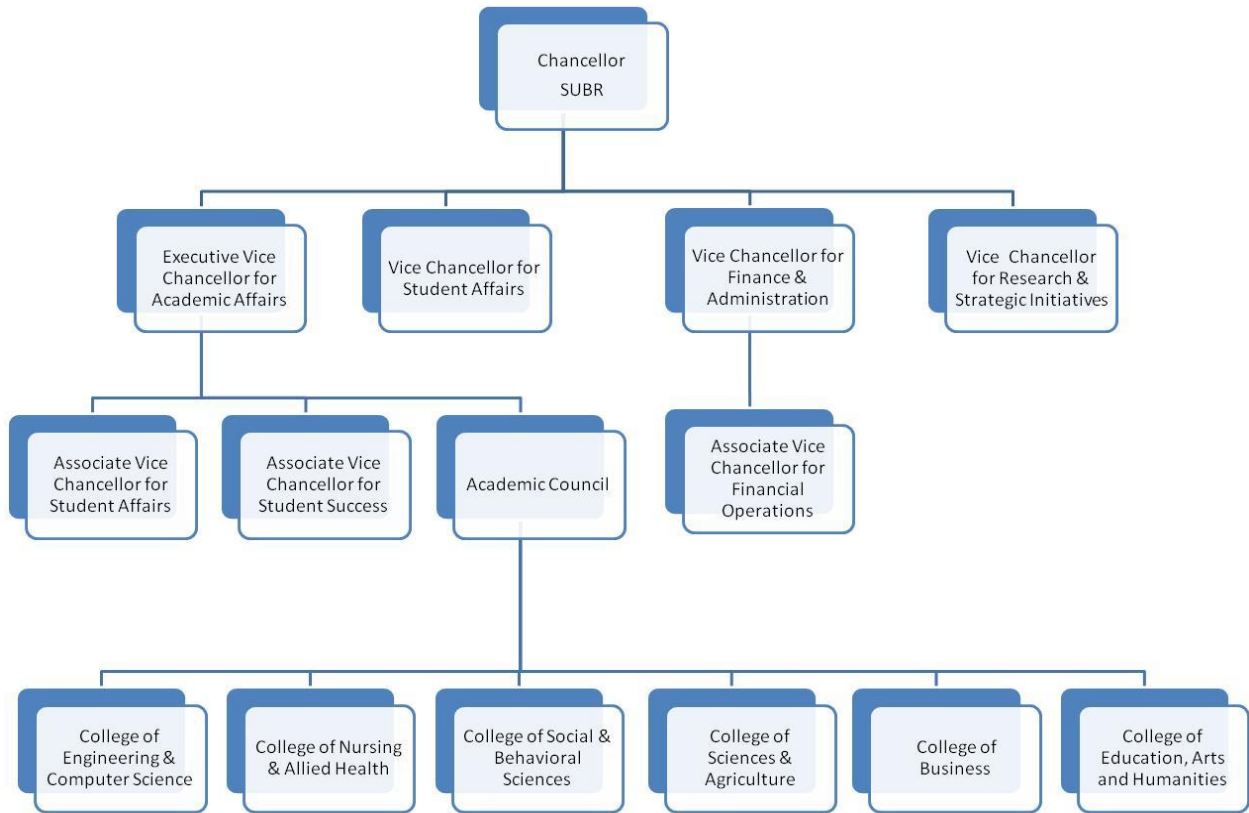 Chancellor
SUBR
Executive Vice
Chancellor for
Academic Affairs
Vice Chancellor for
Student Affairs
Vice Chancellor for
Finance &
Administration
Vice Chancellor
for Research &
Strategic Initiatives
Associate Vice
Chancellor for
Student Affairs
Associate Vice
Chancellor for
Student Success
Academic Council
Associate Vice
Chancellor for
Financial
Operations
College of
Engineering &
Computer Science
College of Nursing
& Allied Health
College of Social &
Behavioral
Sciences
College of
Sciences &
Agriculture
College of
Business
College of
Education, Arts
and Humanities